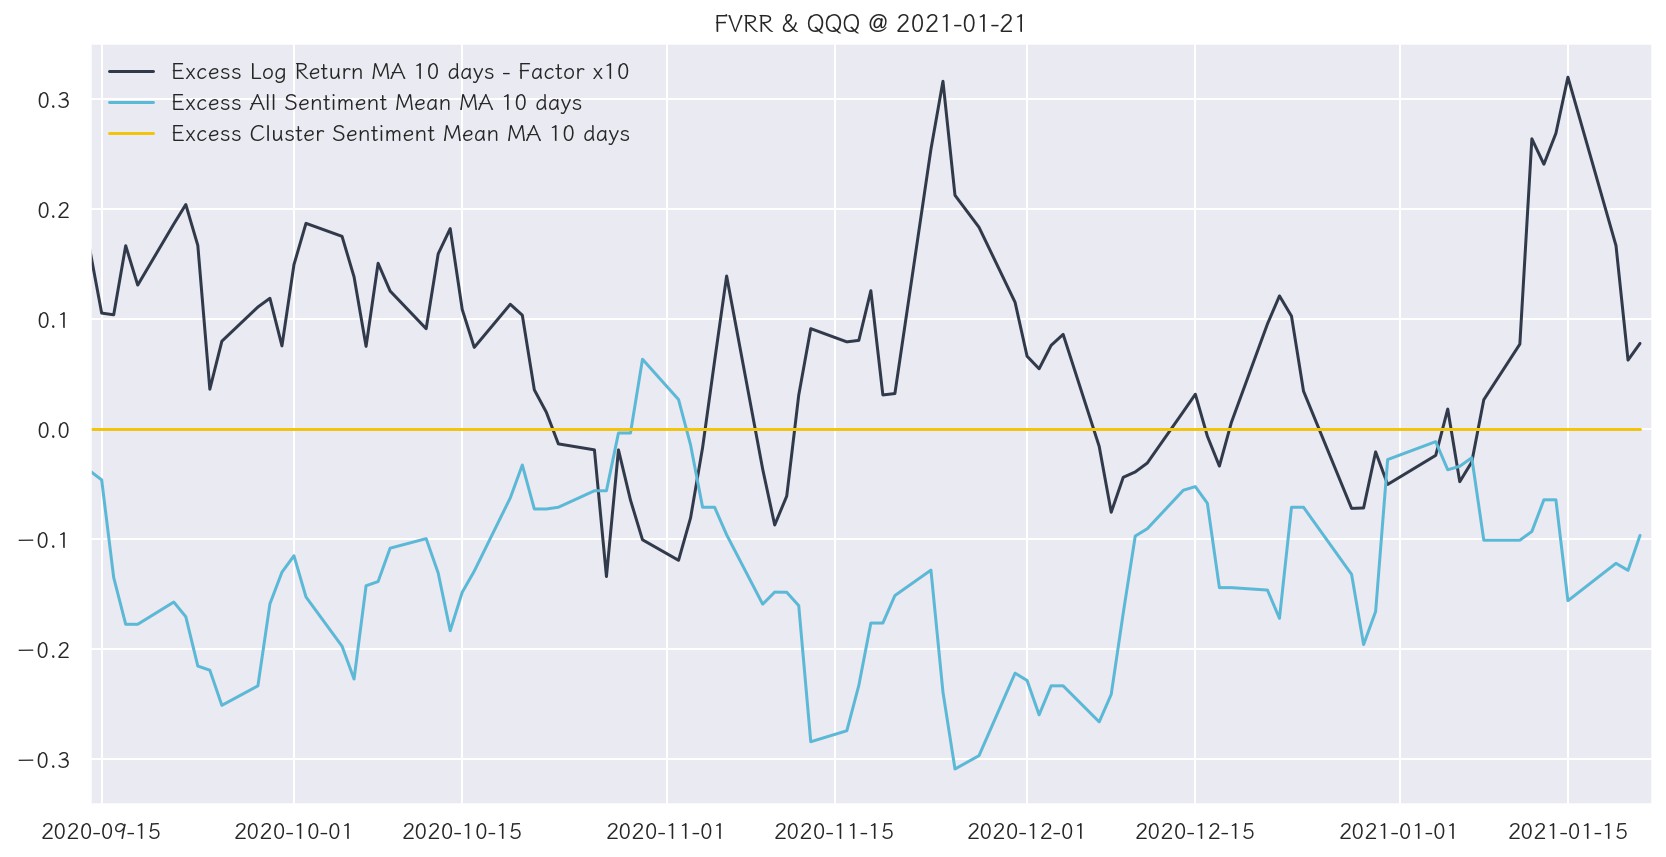 FVRR & QQQ @ 2021-01-21
Excess Log Return MA 10 days - Factor x10
Excess All Sentiment Mean MA 10 days
Excess Cluster Sentiment Mean MA 10 days
0.3
0.2
0.1
0.0
−0.1
−0.2
−0.3
2020-09-15 2020-10-01 2020-10-15 2020-11-01 2020-11-15 2020-12-01 2020-12-15 2021-01-01 2021-01-15